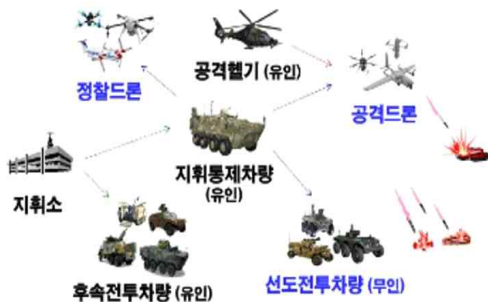 공격헬기 (유인)
정찰드론
공격드론
지휘통제차량
(유인)
지휘소
후속전투차량 (유인)
선도전투차량 (무인)